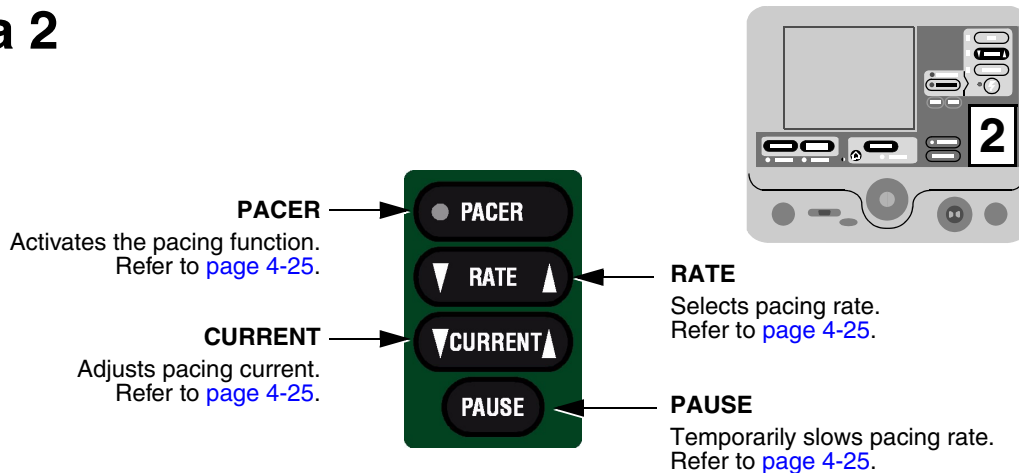 a 2
2
PACER
Activates the pacing function.
Refer to page 4-25.
CURRENT
Adjusts pacing current.
Refer to page 4-25.
PACER
RATE
CURRENT
PAUSE
RATE
Selects pacing rate.
Refer to page 4-25.
PAUSE
Temporarily slows pacing rate.
Refer to page 4-25.